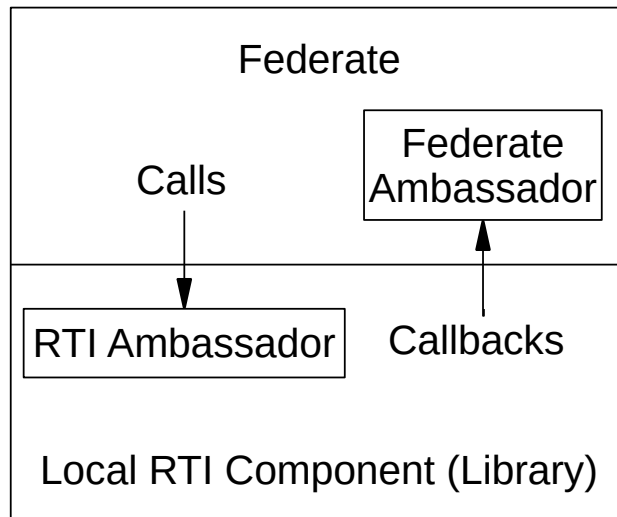 Federate
Federate
Ambassador
Calls
RTI Ambassador
Callbacks
Local RTI Component (Library)